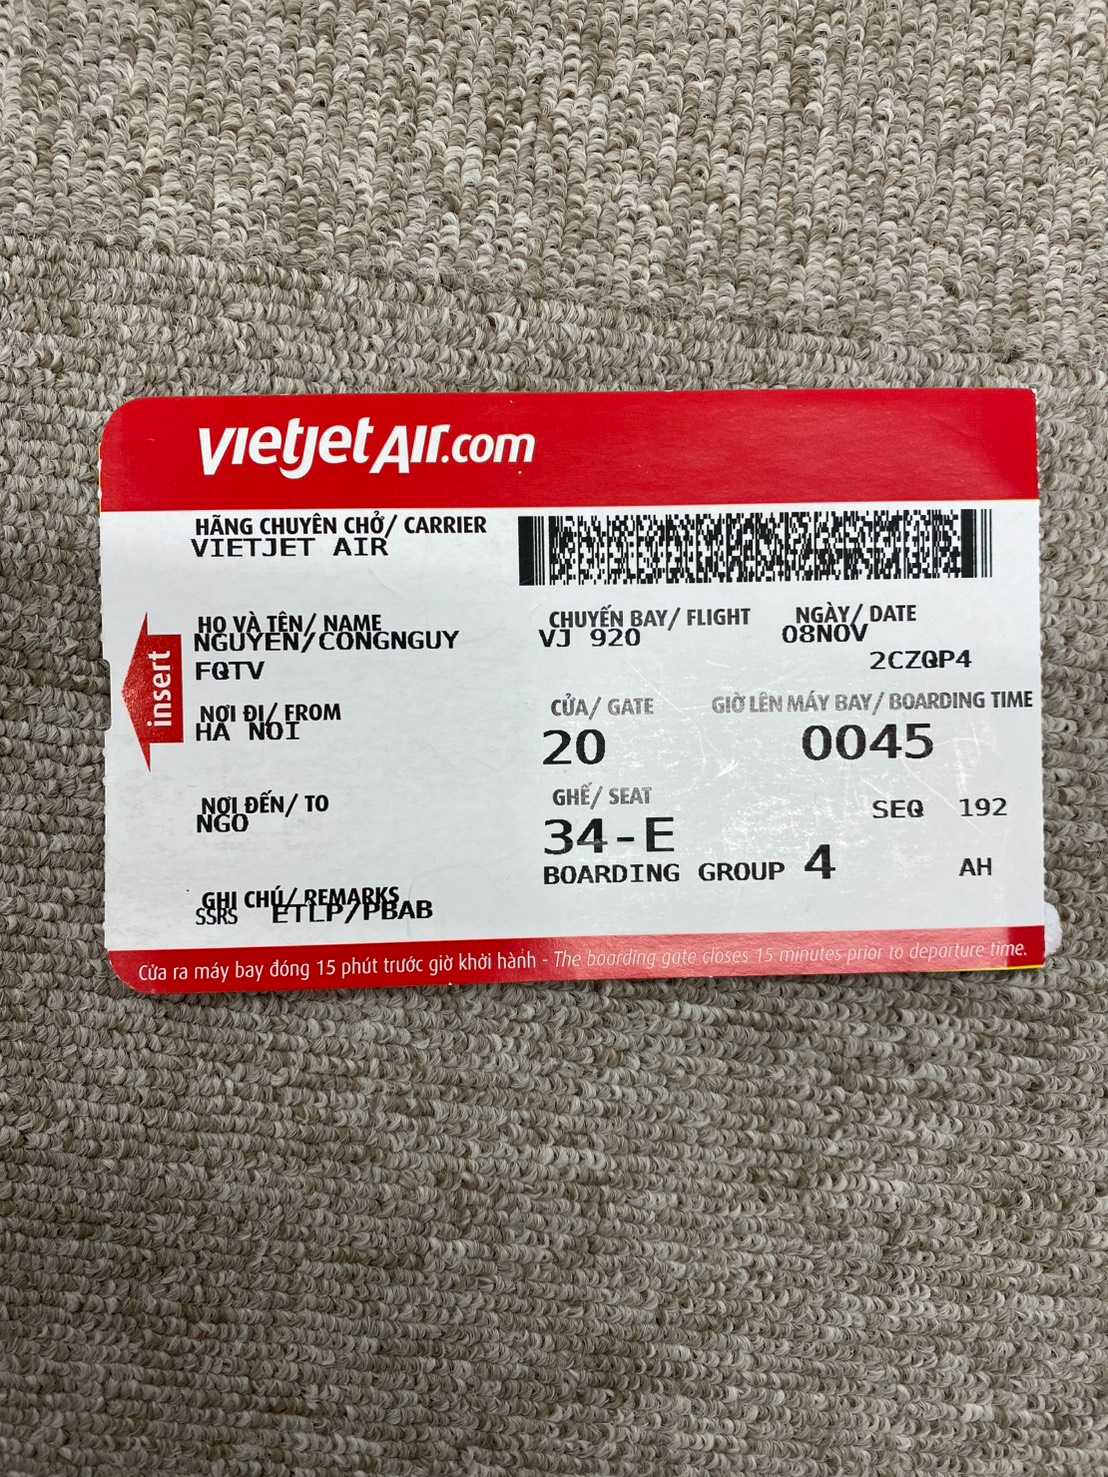 vietjetAir.com
HÃNG CHUYÊN CHỞ/ CARRIER
VIETJET AIR
HỌ VÀ TÊN/ NAME
NGUYEN/CONGNGUY
FQTV
CHUYẾN BAY/ FLIGHT
VJ 920
NGÀY/ DATE
08NOV
2CZQP4
insert
NƠI ĐI/ FROM
HA NOI
CỬA/ GATE
20
GIỜ LÊN MÁY BAY/ BOARDING TIME
0045
NƠI ĐẾN/ TO
NGO
GHẾ/ SEAT
34-E
SEQ 192
BOARDING GROUP 4
AH
GHI CHÚ/ REMARKS
SSRS ETLP/PBAB
Cửa ra máy bay đóng 15 phút trước giờ khởi hành - The boarding gate closes 15 minutes prior to departure time.